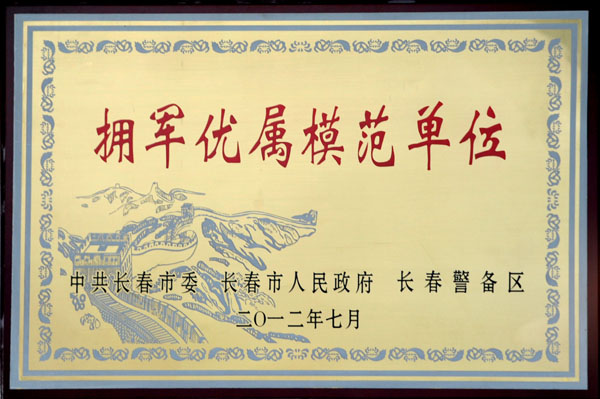 拥军优属模范单位
中共长春市委 长春市人民政府 长春警备区
二〇一二年七月